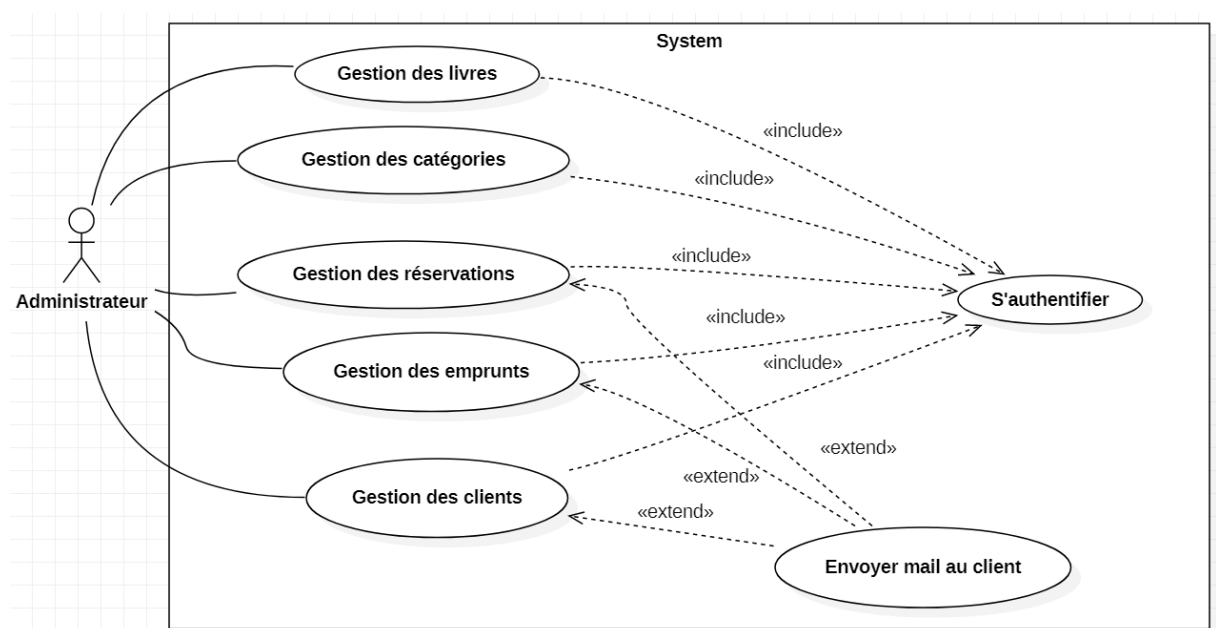 System
Gestion des livres
«include»
Gestion des catégories
«include»
«include»
Gestion des réservations
S'authentifier
Administrateur
«include»
«include»
Gestion des emprunts
«extend»
«extend»
Gestion des clients
«extend»
Envoyer mail au client